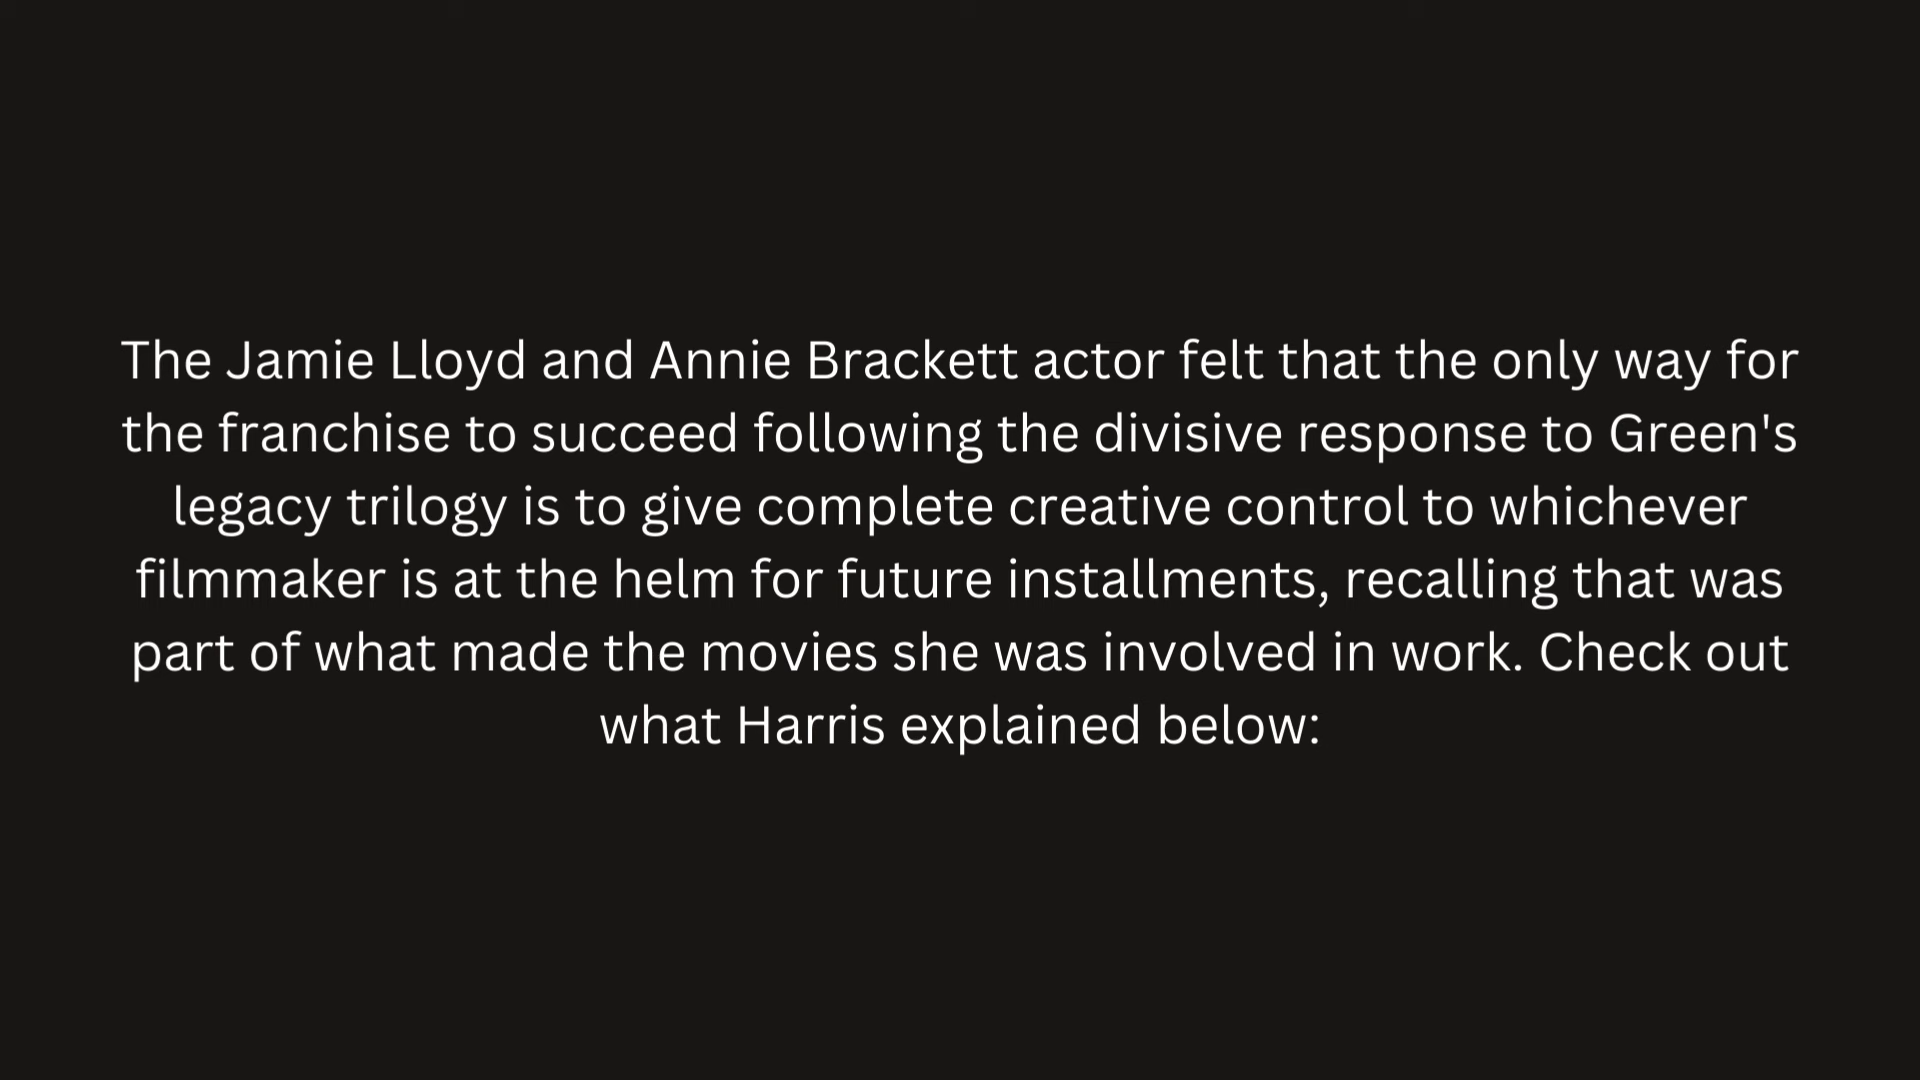 The Jamie Lloyd and Annie Brackett actor felt that the only way for
the franchise to succeed following the divisive response to Green's
legacy trilogy is to give complete creative control to whichever
filmmaker is at the helm for future installments, recalling that was
part of what made the movies she was involved in work. Check out
what Harris explained below: